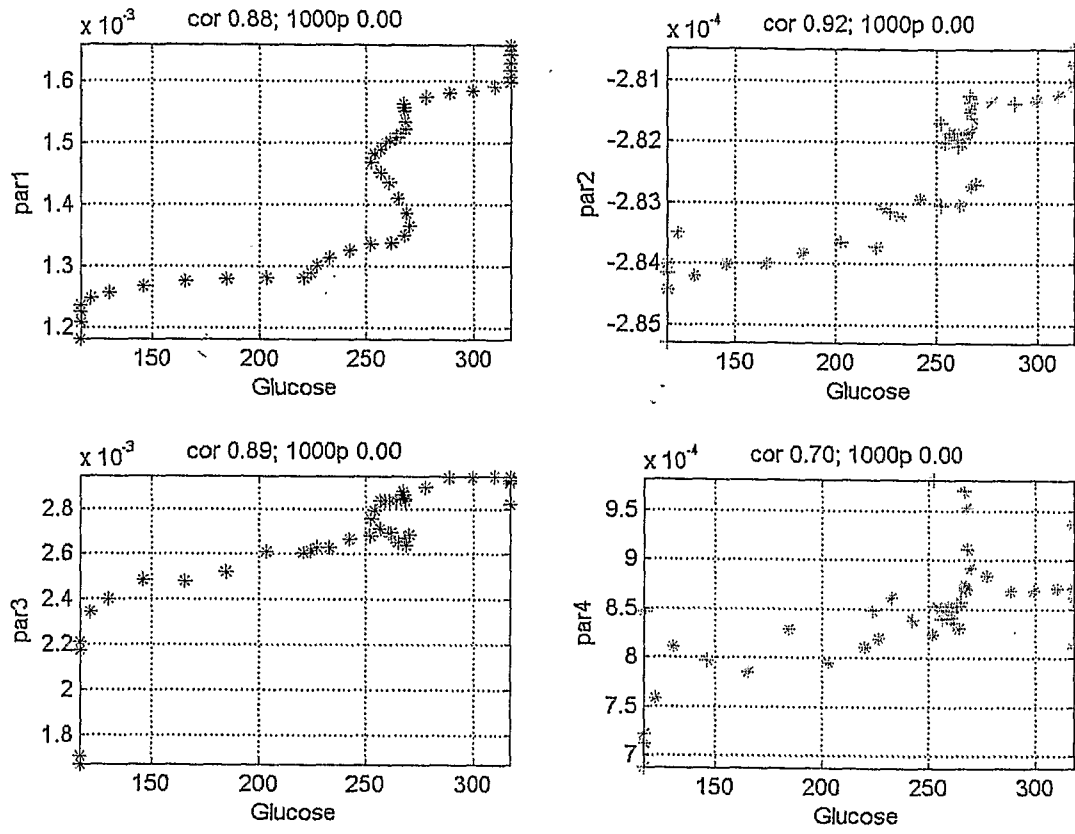 x 10⁻³ cor 0.88; 1000p 0.00
1.6
1.5
1.4
1.3
1.2
par1
150 200 250 300
Glucose
x 10⁻⁴ cor 0.92; 1000p 0.00
-2.81
-2.82
-2.83
-2.84
-2.85
par2
150 200 250 300
Glucose
x 10⁻³ cor 0.89; 1000p 0.00
2.8
2.6
2.4
2.2
2
1.8
par3
150 200 250 300
Glucose
x 10⁻⁴ cor 0.70; 1000p 0.00
9.5
9
8.5
8
7.5
7
par4
150 200 250 300
Glucose